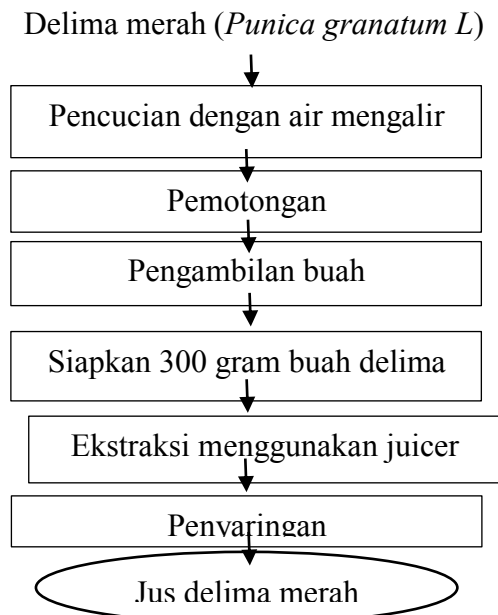 Delima merah (Punica granatum L)
Pencucian dengan air mengalir
Pemotongan
Pengambilan buah
Siapkan 300 gram buah delima
Ekstraksi menggunakan juicer
Penyaringan
Jus delima merah